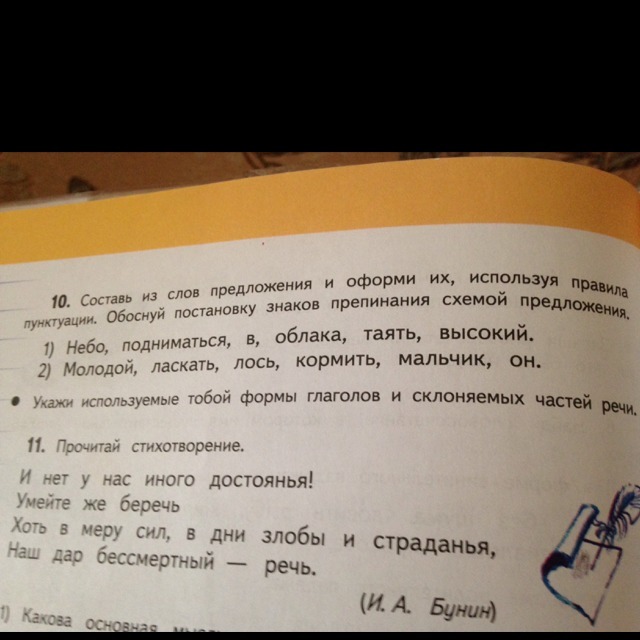 10. Составь из слов предложения и оформи их, используя правила
пунктуации. Обоснуй постановку знаков препинания схемой предложения.
1) Небо, подниматься, в, облака, таять, высокий.
2) Молодой, ласкать, лось, кормить, мальчик, он.
• Укажи используемые тобой формы глаголов и склоняемых частей речи.
11. Прочитай стихотворение.
И нет у нас иного достоянья!
Умейте же беречь
Хоть в меру сил, в дни злобы и страданья,
Наш дар бессмертный — речь.
(И. А. Бунин)
1) Какова основная